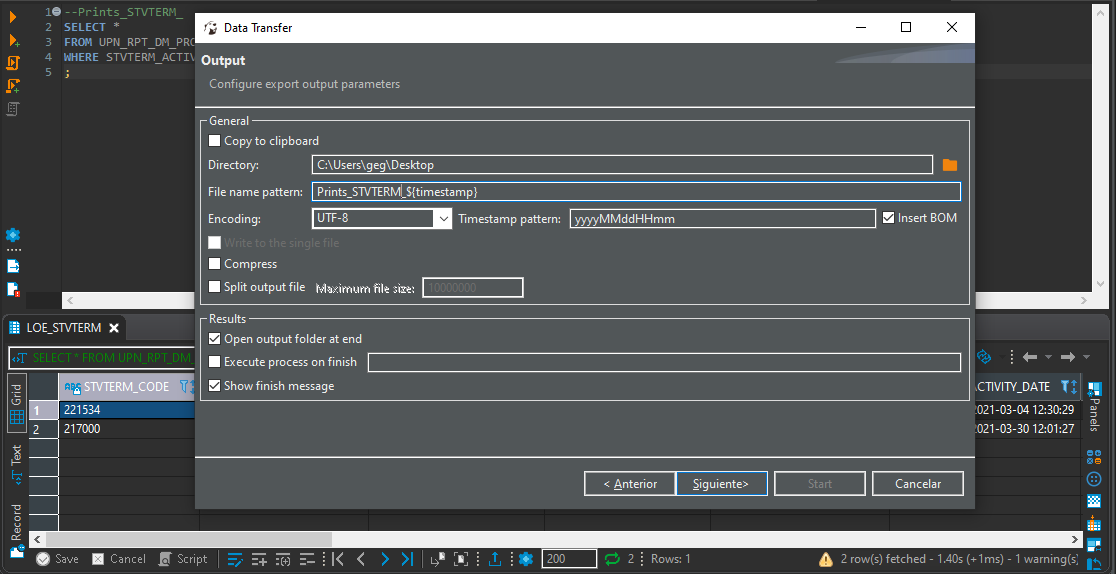 1 --Prints_STVTERM_
2 SELECT *
3 FROM UPN_RPT_DM_PRO
4 WHERE STVTERM_ACTIV
5 ;
Data Transfer
Output
Configure export output parameters
General
Copy to clipboard
Directory: C:\Users\geg\Desktop
File name pattern: Prints_STVTERM_${timestamp}
Encoding: UTF-8 Timestamp pattern: yyyyMMddHHmm Insert BOM
Write to the single file
Compress
Split output file Maximum file size: 10000000
Results
Open output folder at end
Execute process on finish
Show finish message
< Anterior Siguiente> Start Cancelar
LOE_STVTERM
SELECT * FROM UPN_RPT_DM
Grid
Text
Record
ABC STVTERM_CODE
CTIVITY_DATE
1 221534 2021-03-04 12:30:29
2 217000 2021-03-30 12:01:27
Panels
Save Cancel Script 200 2 Rows: 1 2 row(s) fetched - 1.40s (+1ms) - 1 warning(s)